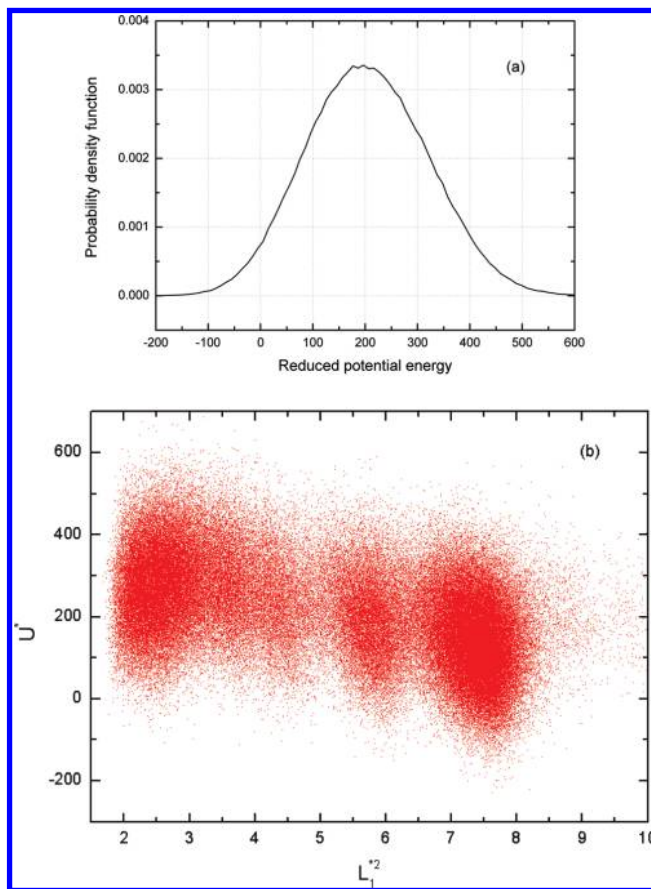 (a)
Probability density function
0.004
0.003
0.002
0.001
0.000
-200 -100 0 100 200 300 400 500 600
Reduced potential energy
(b)
U*
600
400
200
0
-200
2 3 4 5 6 7 8 9 10
L₁*²